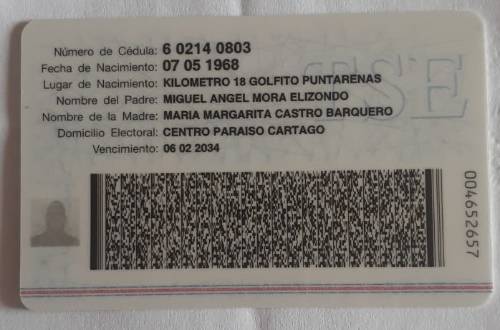 Número de Cédula: 6 0214 0803
Fecha de Nacimiento: 07 05 1968
Lugar de Nacimiento: KILOMETRO 18 GOLFITO PUNTARENAS
Nombre del Padre: MIGUEL ANGEL MORA ELIZONDO
Nombre de la Madre: MARIA MARGARITA CASTRO BARQUERO
Domicilio Electoral: CENTRO PARAISO CARTAGO
Vencimiento: 06 02 2034
TSE
004652657